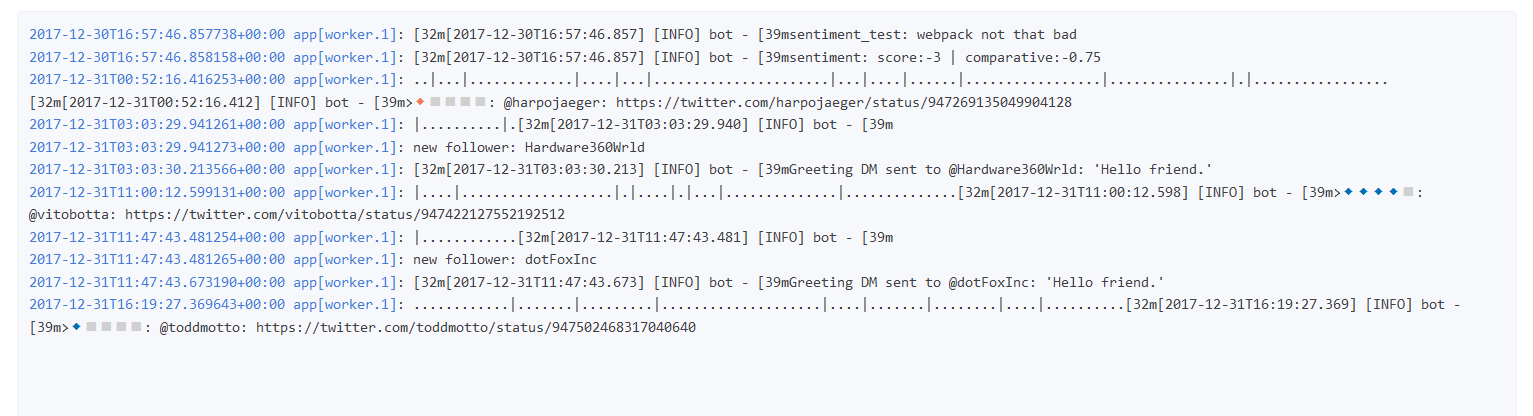 2017-12-30T16:57:46.857738+00:00 app[worker.1]: [32m[2017-12-30T16:57:46.857] [INFO] bot - [39msentiment_test: webpack not that bad
2017-12-30T16:57:46.858158+00:00 app[worker.1]: [32m[2017-12-30T16:57:46.857] [INFO] bot - [39msentiment: score:-3 | comparative:-0.75
2017-12-31T00:52:16.416253+00:00 app[worker.1]: ..|...|.............|....|...|......................|...|....|......|.................|...............|.|.................
[32m[2017-12-31T00:52:16.412] [INFO] bot - [39m>🔸◽◽◽◽: @harpojaeger: https://twitter.com/harpojaeger/status/947269135049904128
2017-12-31T03:03:29.941261+00:00 app[worker.1]: |..........|.[32m[2017-12-31T03:03:29.940] [INFO] bot - [39m
2017-12-31T03:03:29.941273+00:00 app[worker.1]: new follower: Hardware360Wrld
2017-12-31T03:03:30.213566+00:00 app[worker.1]: [32m[2017-12-31T03:03:30.213] [INFO] bot - [39mGreeting DM sent to @Hardware360Wrld: 'Hello friend.'
2017-12-31T11:00:12.599131+00:00 app[worker.1]: |....|...................|.|....|.|...|..............|..............[32m[2017-12-31T11:00:12.598] [INFO] bot - [39m>🔹🔹🔹🔹◽:
@vitobotta: https://twitter.com/vitobotta/status/947422127552192512
2017-12-31T11:47:43.481254+00:00 app[worker.1]: |............[32m[2017-12-31T11:47:43.481] [INFO] bot - [39m
2017-12-31T11:47:43.481265+00:00 app[worker.1]: new follower: dotFoxInc
2017-12-31T11:47:43.673190+00:00 app[worker.1]: [32m[2017-12-31T11:47:43.673] [INFO] bot - [39mGreeting DM sent to @dotFoxInc: 'Hello friend.'
2017-12-31T16:19:27.369643+00:00 app[worker.1]: ............|.......|.........|....................|....|.......|........|....|..........[32m[2017-12-31T16:19:27.369] [INFO] bot -
[39m>🔹◽◽◽◽: @toddmotto: https://twitter.com/toddmotto/status/947502468317040640